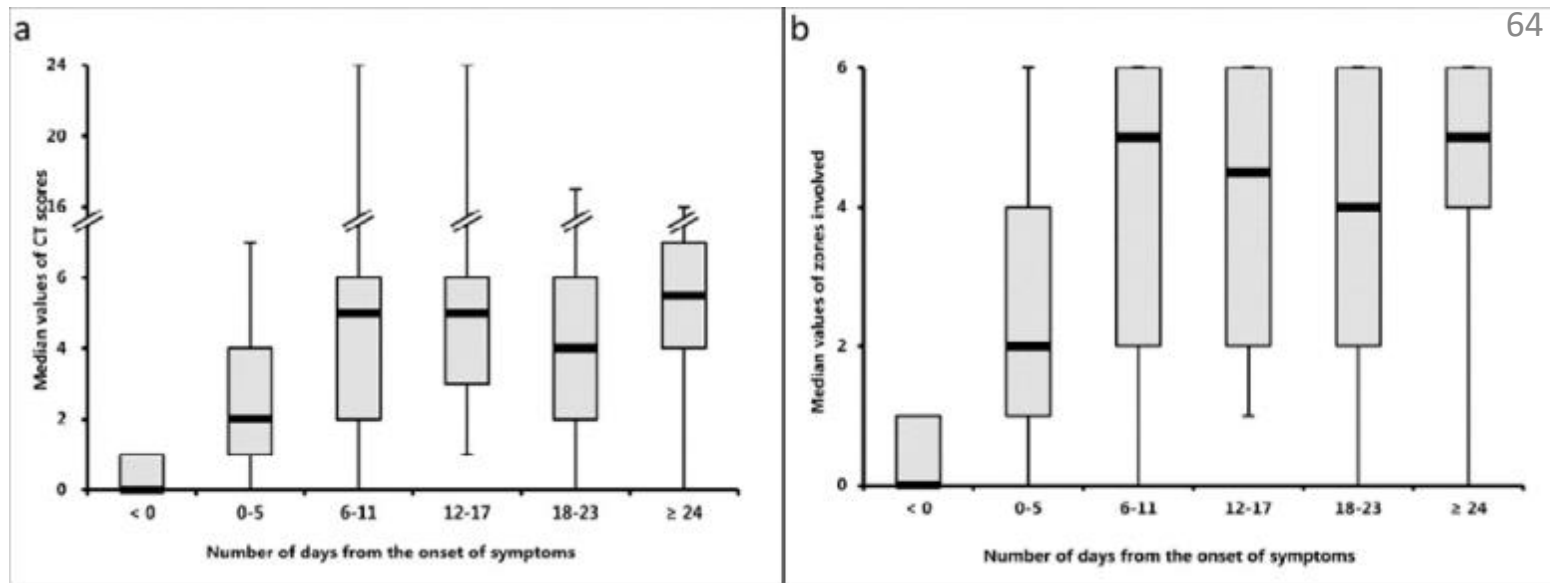 64
a
Median values of CT scores
24
20
16
6
4
2
0
< 0 0-5 6-11 12-17 18-23 ≥ 24
Number of days from the onset of symptoms
b
Median values of zones involved
6
4
2
0
< 0 0-5 6-11 12-17 18-23 ≥ 24
Number of days from the onset of symptoms